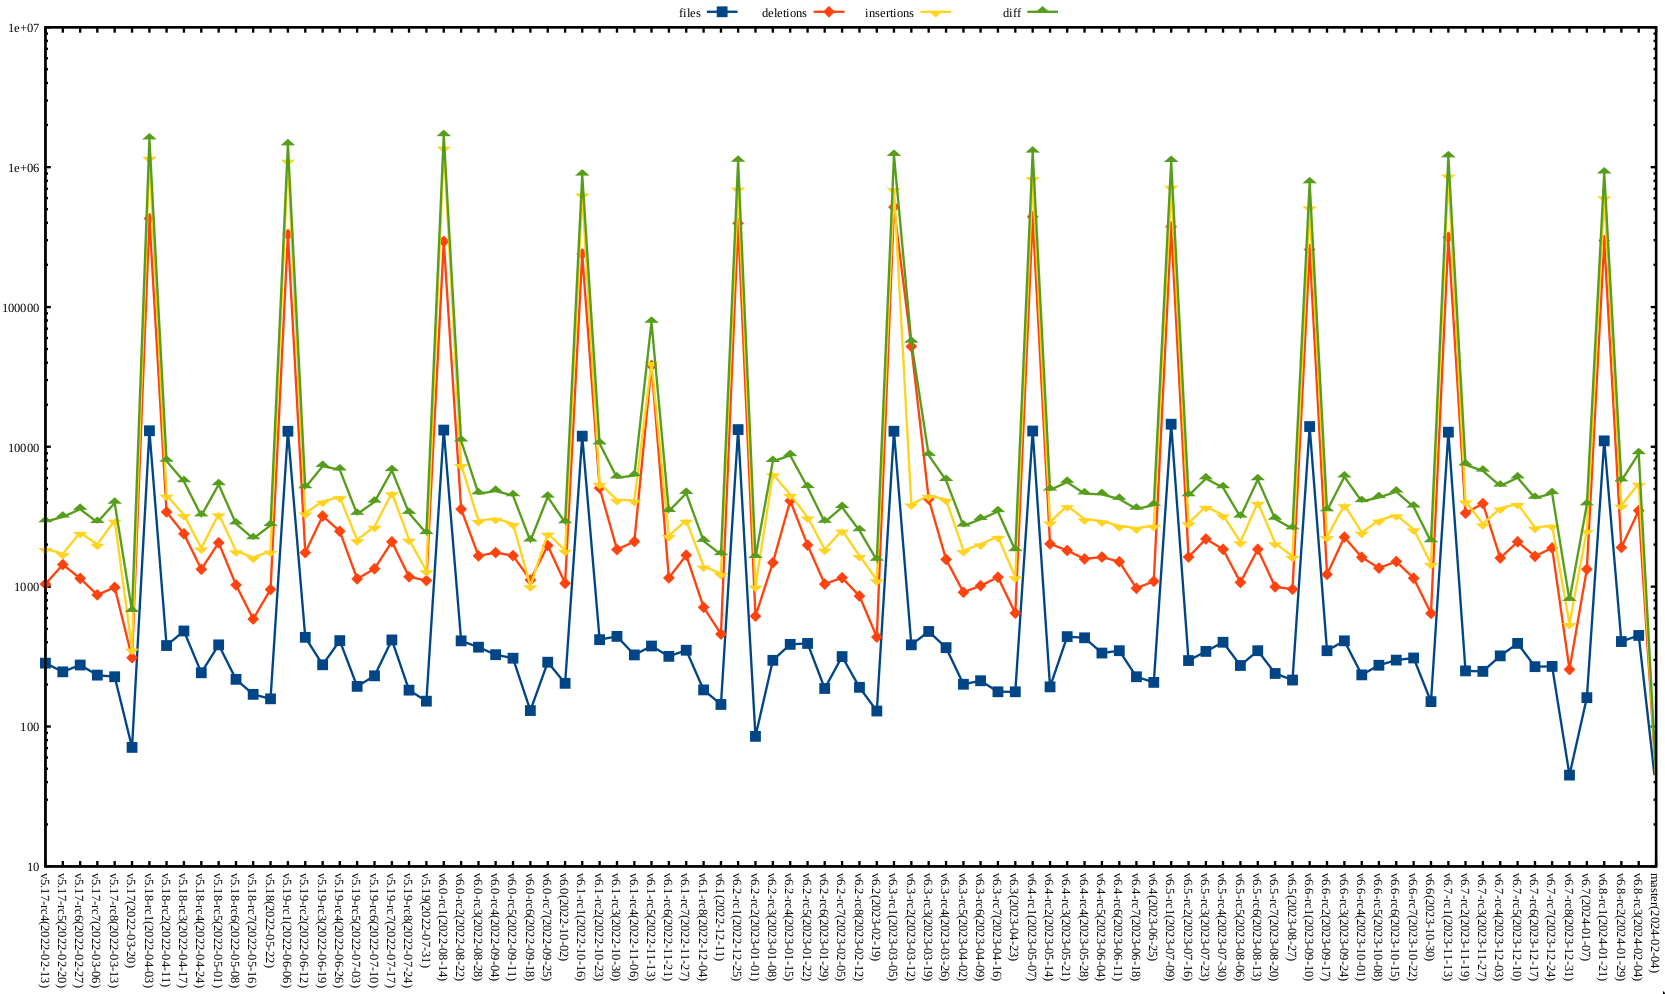 files deletions insertions diff
1e+07
1e+06
100000
10000
1000
100
10
v5.17-rc4(2022-02-13)
v5.17-rc5(2022-02-20)
v5.17-rc6(2022-02-27)
v5.17-rc7(2022-03-06)
v5.17-rc8(2022-03-13)
v5.17(2022-03-20)
v5.18-rc1(2022-04-03)
v5.18-rc2(2022-04-11)
v5.18-rc3(2022-04-17)
v5.18-rc4(2022-04-24)
v5.18-rc5(2022-05-01)
v5.18-rc6(2022-05-08)
v5.18-rc7(2022-05-16)
v5.18(2022-05-22)
v5.19-rc1(2022-06-06)
v5.19-rc2(2022-06-12)
v5.19-rc3(2022-06-19)
v5.19-rc4(2022-06-26)
v5.19-rc5(2022-07-03)
v5.19-rc6(2022-07-10)
v5.19-rc7(2022-07-17)
v5.19-rc8(2022-07-24)
v5.19(2022-07-31)
v6.0-rc1(2022-08-14)
v6.0-rc2(2022-08-22)
v6.0-rc3(2022-08-28)
v6.0-rc4(2022-09-04)
v6.0-rc5(2022-09-11)
v6.0-rc6(2022-09-18)
v6.0-rc7(2022-09-25)
v6.0(2022-10-02)
v6.1-rc1(2022-10-16)
v6.1-rc2(2022-10-23)
v6.1-rc3(2022-10-30)
v6.1-rc4(2022-11-06)
v6.1-rc5(2022-11-13)
v6.1-rc6(2022-11-21)
v6.1-rc7(2022-11-27)
v6.1-rc8(2022-12-04)
v6.1(2022-12-11)
v6.2-rc1(2022-12-25)
v6.2-rc2(2023-01-01)
v6.2-rc3(2023-01-08)
v6.2-rc4(2023-01-15)
v6.2-rc5(2023-01-22)
v6.2-rc6(2023-01-29)
v6.2-rc7(2023-02-05)
v6.2-rc8(2023-02-12)
v6.2(2023-02-19)
v6.3-rc1(2023-03-05)
v6.3-rc2(2023-03-12)
v6.3-rc3(2023-03-19)
v6.3-rc4(2023-03-26)
v6.3-rc5(2023-04-02)
v6.3-rc6(2023-04-09)
v6.3-rc7(2023-04-16)
v6.3(2023-04-23)
v6.4-rc1(2023-05-07)
v6.4-rc2(2023-05-14)
v6.4-rc3(2023-05-21)
v6.4-rc4(2023-05-28)
v6.4-rc5(2023-06-04)
v6.4-rc6(2023-06-11)
v6.4-rc7(2023-06-18)
v6.4(2023-06-25)
v6.5-rc1(2023-07-09)
v6.5-rc2(2023-07-16)
v6.5-rc3(2023-07-23)
v6.5-rc4(2023-07-30)
v6.5-rc5(2023-08-06)
v6.5-rc6(2023-08-13)
v6.5-rc7(2023-08-20)
v6.5(2023-08-27)
v6.6-rc1(2023-09-10)
v6.6-rc2(2023-09-17)
v6.6-rc3(2023-09-24)
v6.6-rc4(2023-10-01)
v6.6-rc5(2023-10-08)
v6.6-rc6(2023-10-15)
v6.6-rc7(2023-10-22)
v6.6(2023-10-30)
v6.7-rc1(2023-11-13)
v6.7-rc2(2023-11-19)
v6.7-rc3(2023-11-27)
v6.7-rc4(2023-12-03)
v6.7-rc5(2023-12-10)
v6.7-rc6(2023-12-17)
v6.7-rc7(2023-12-24)
v6.7-rc8(2023-12-31)
v6.7(2024-01-07)
v6.8-rc1(2024-01-21)
v6.8-rc2(2024-01-29)
v6.8-rc3(2024-02-04)
master(2024-02-04)